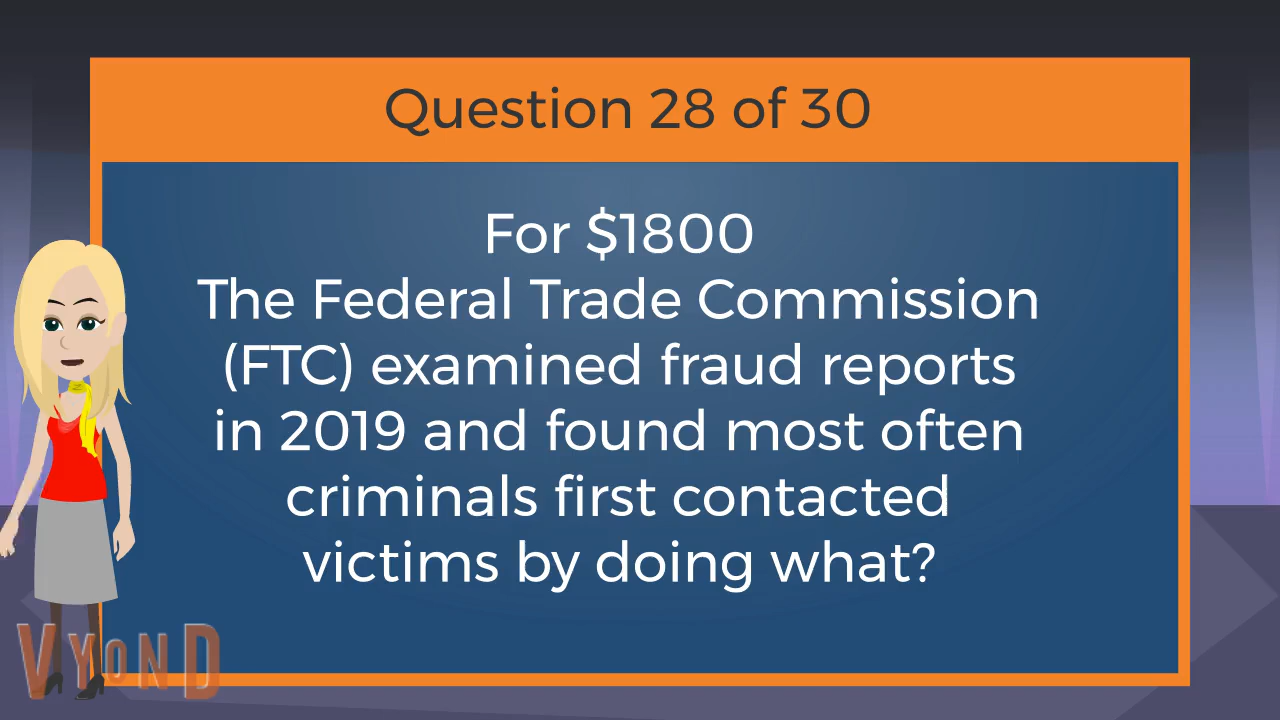 Question 28 of 30
For $1800
The Federal Trade Commission
(FTC) examined fraud reports
in 2019 and found most often
criminals first contacted
victims by doing what?
VYonD